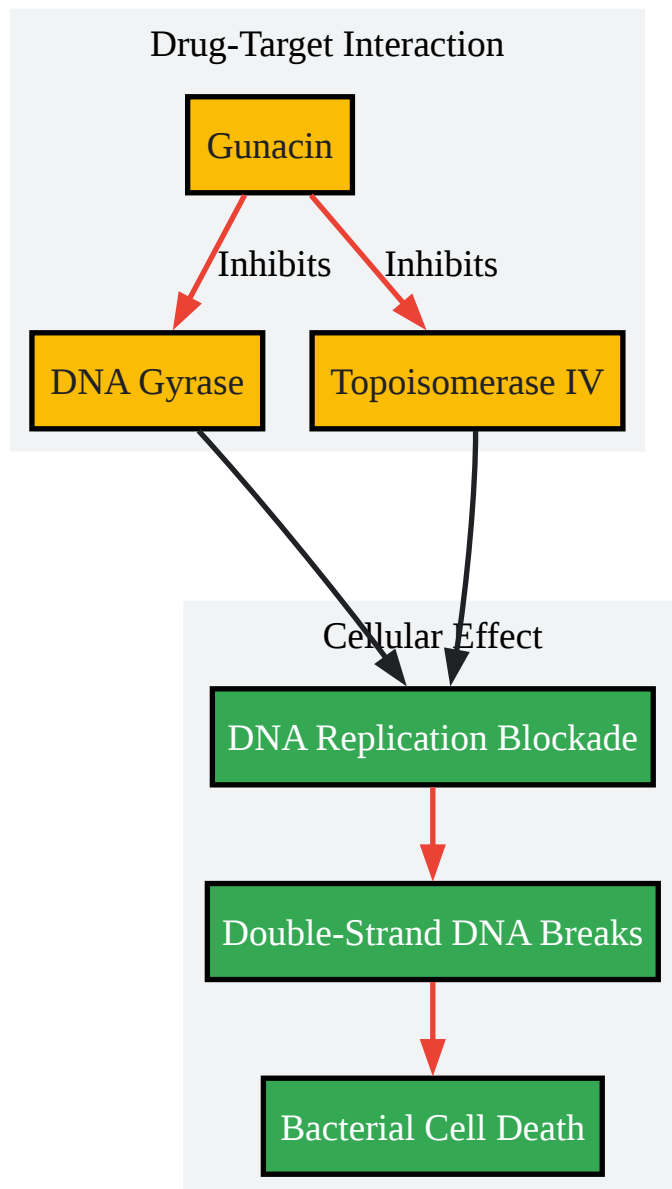 Drug-Target Interaction
Gunacin
Inhibits
Inhibits
DNA Gyrase
Topoisomerase IV
Cellular Effect
DNA Replication Blockade
Double-Strand DNA Breaks
Bacterial Cell Death